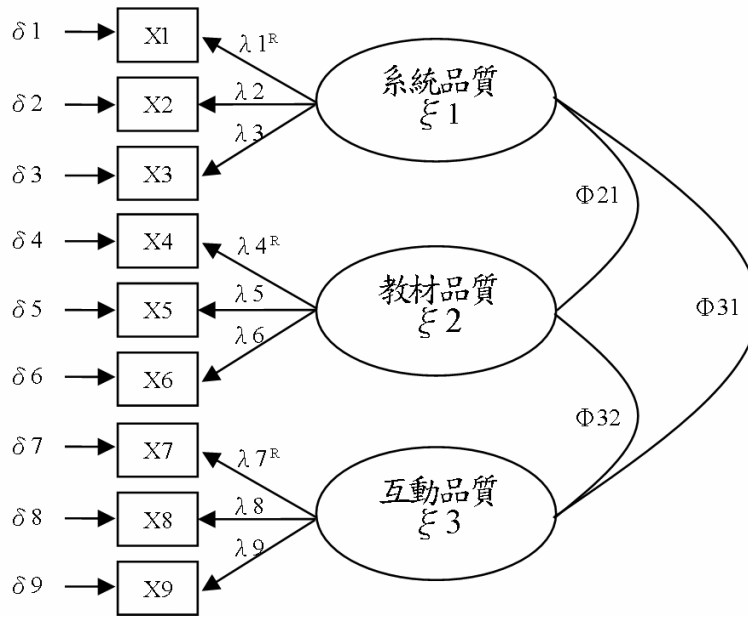 δ1
X1
λ1ᴿ
系統品質
ξ1
δ2
X2
λ2
δ3
X3
λ3
Φ21
δ4
X4
λ4ᴿ
教材品質
ξ2
δ5
X5
λ5
Φ31
δ6
X6
λ6
Φ32
δ7
X7
λ7ᴿ
互動品質
ξ3
δ8
X8
λ8
δ9
X9
λ9